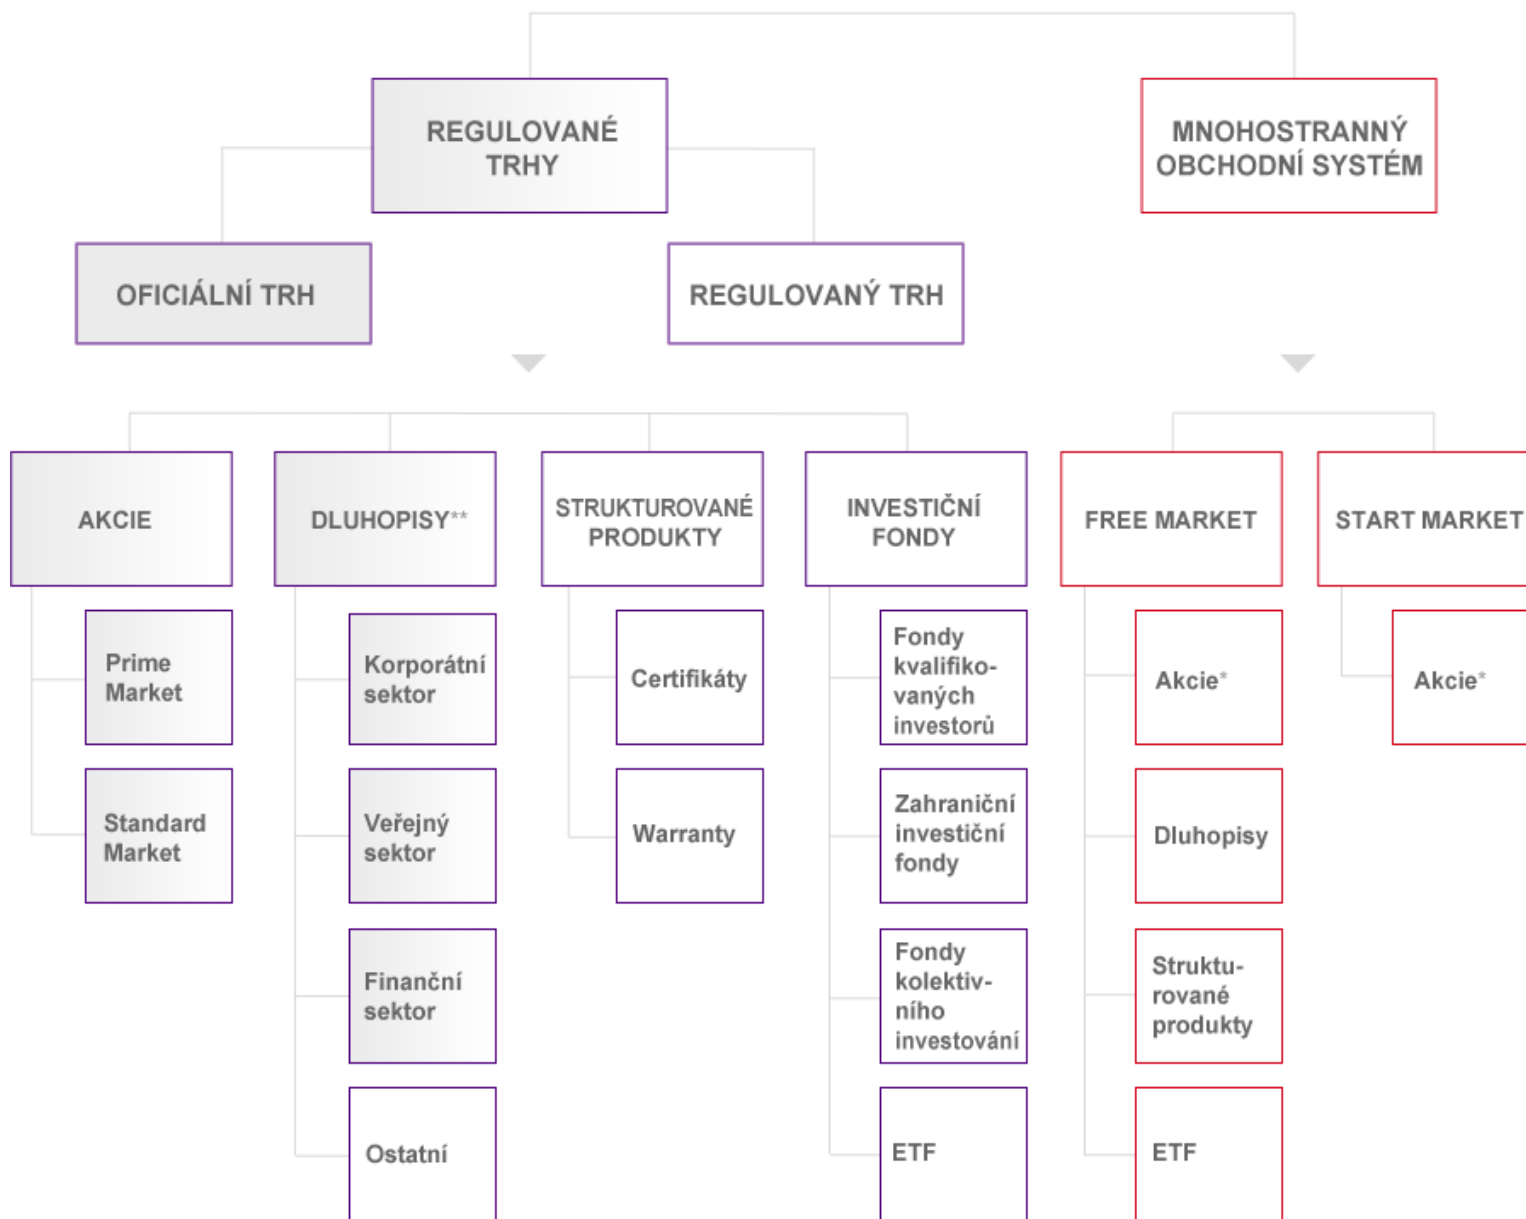 REGULOVANÉ
TRHY
MNOHOSTRANNÝ
OBCHODNÍ SYSTÉM
OFICIÁLNÍ TRH
REGULOVANÝ TRH
AKCIE
DLUHOPISY**
STRUKTUROVANÉ
PRODUKTY
INVESTIČNÍ
FONDY
FREE MARKET
START MARKET
Prime
Market
Standard
Market
Korporátní
sektor
Veřejný
sektor
Finanční
sektor
Ostatní
Certifikáty
Warranty
Fondy
kvalifiko-
vaných
investorů
Zahraniční
investiční
fondy
Fondy
kolektiv-
ního
investování
ETF
Akcie*
Dluhopisy
Struktu-
rované
produkty
ETF
Akcie*